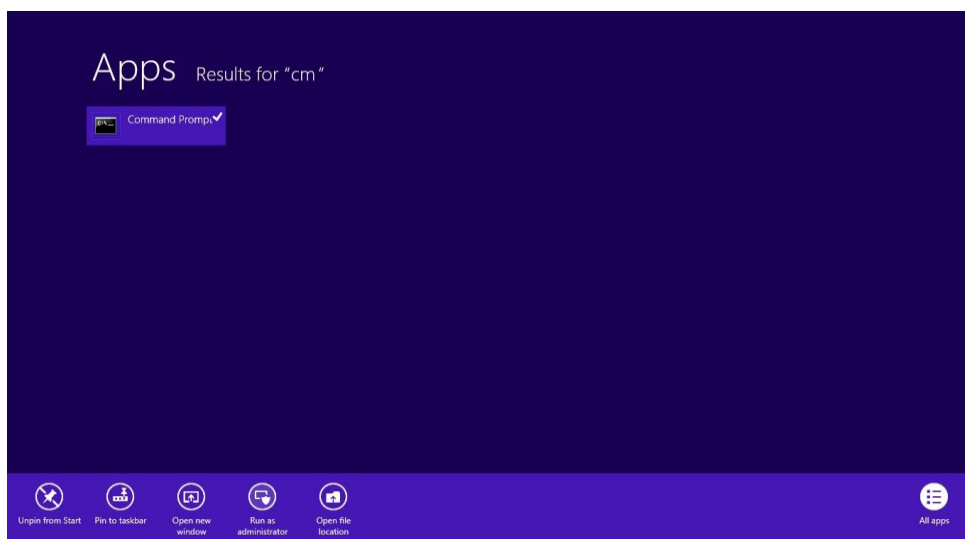 Apps Results for “cm”
Command Promp
Unpin from Start
Pin to taskbar
Open new
window
Run as
administrator
Open file
location
All apps